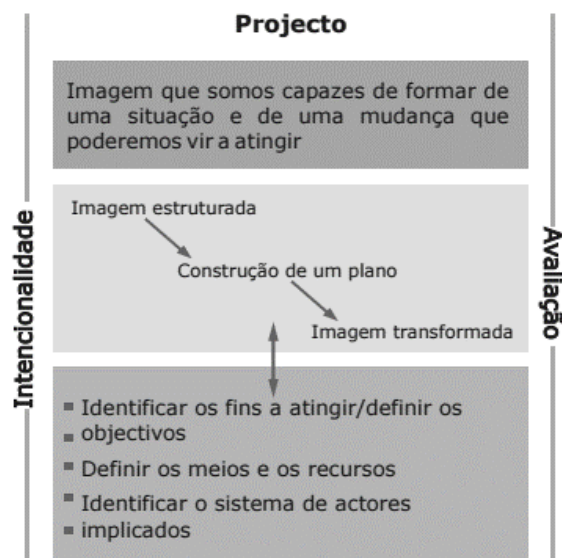 Projecto
Imagem que somos capazes de formar de
uma situação e de uma mudança que
poderemos vir a atingir
Imagem estruturada
Construção de um plano
Imagem transformada
Identificar os fins a atingir/definir os
objectivos
Definir os meios e os recursos
Identificar o sistema de actores
implicados
Intencionalidade
Avaliação